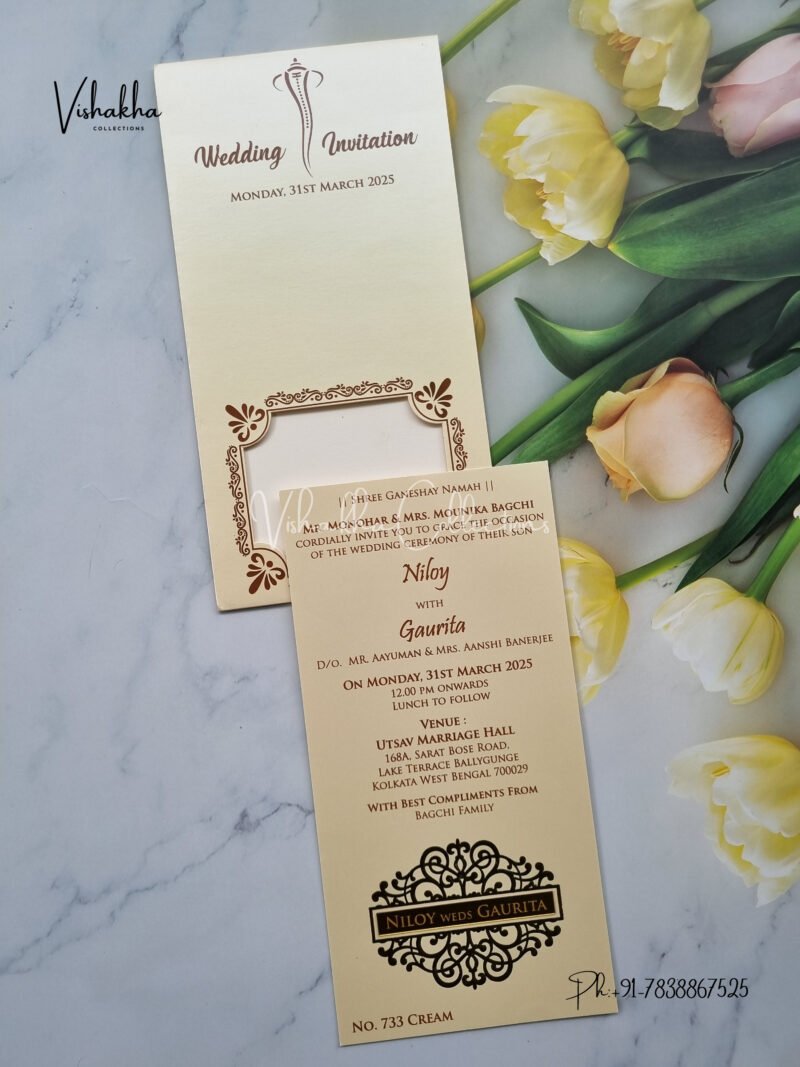 Vishakha
COLLECTIONS
Wedding Invitation
MONDAY, 31ST MARCH 2025
|| SHREE GANESHAY NAMAH ||
MR. MONOHAR & MRS. MOUNIKA BAGCHI
CORDIALLY INVITE YOU TO GRACE THE OCCASION
OF THE WEDDING CEREMONY OF THEIR SON
Vishakha Collections
Niloy
WITH
Gaurita
D/O. MR. AAYUMAN & MRS. AANSHI BANERJEE
ON MONDAY, 31ST MARCH 2025
12.00 PM ONWARDS
LUNCH TO FOLLOW
VENUE :
UTSAV MARRIAGE HALL
168A, SARAT BOSE ROAD,
LAKE TERRACE BALLYGUNGE
KOLKATA WEST BENGAL 700029
WITH BEST COMPLIMENTS FROM
BAGCHI FAMILY
NILOY WEDS GAURITA
Ph:+91-7838867525
NO. 733 CREAM